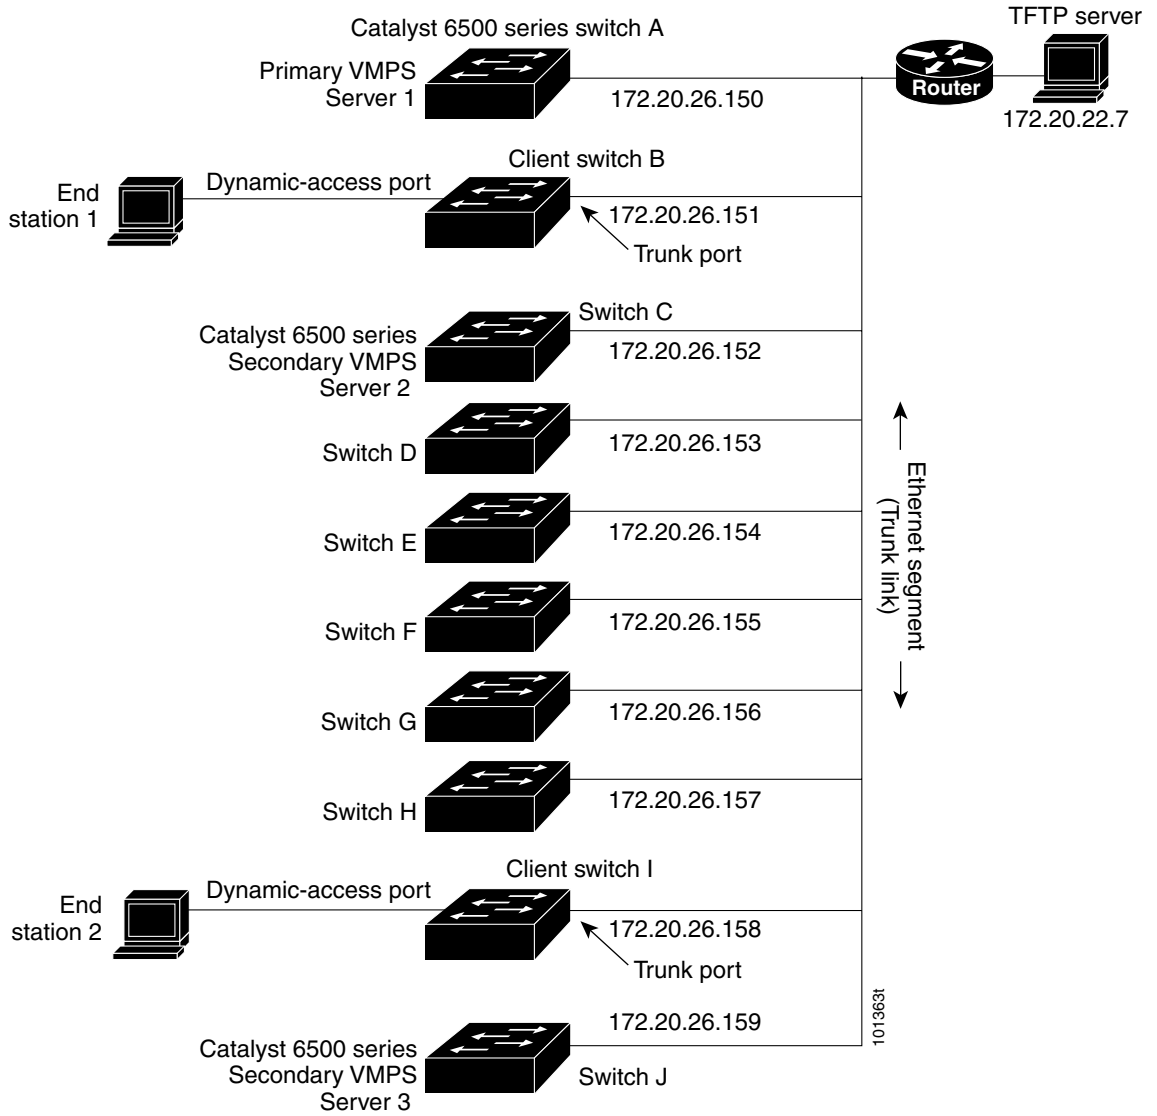 Catalyst 6500 series switch A
TFTP server
Primary VMPS
Server 1
172.20.26.150
Router
172.20.22.7
Client switch B
End
station 1
Dynamic-access port
172.20.26.151
Trunk port
Switch C
Catalyst 6500 series
Secondary VMPS
Server 2
172.20.26.152
Switch D
172.20.26.153
Ethernet segment
(Trunk link)
Switch E
172.20.26.154
Switch F
172.20.26.155
Switch G
172.20.26.156
Switch H
172.20.26.157
Client switch I
End
station 2
Dynamic-access port
172.20.26.158
Trunk port
101363t
172.20.26.159
Catalyst 6500 series
Secondary VMPS
Server 3
Switch J